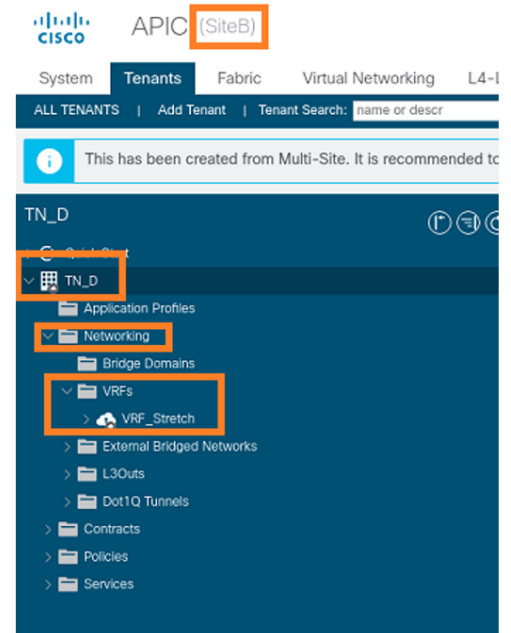 CISCO
APIC (SiteB)
System Tenants Fabric Virtual Networking L4-L
ALL TENANTS | Add Tenant | Tenant Search: name or descr
This has been created from Multi-Site. It is recommended to
TN_D
TN_D
Application Profiles
Networking
Bridge Domains
VRFs
VRF_Stretch
External Bridged Networks
L3Outs
Dot1Q Tunnels
Contracts
Policies
Services